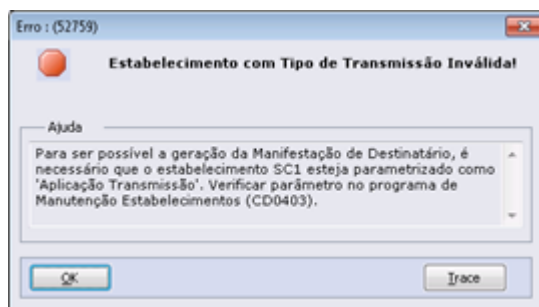 Erro : (52759)
Estabelecimento com Tipo de Transmissão Inválida!
Ajuda
Para ser possível a geração da Manifestação de Destinatário, é
necessário que o estabelecimento SC1 esteja parametrizado como
'Aplicação Transmissão'. Verificar parâmetro no programa de
Manutenção Estabelecimentos (CD0403).
OK
Trace